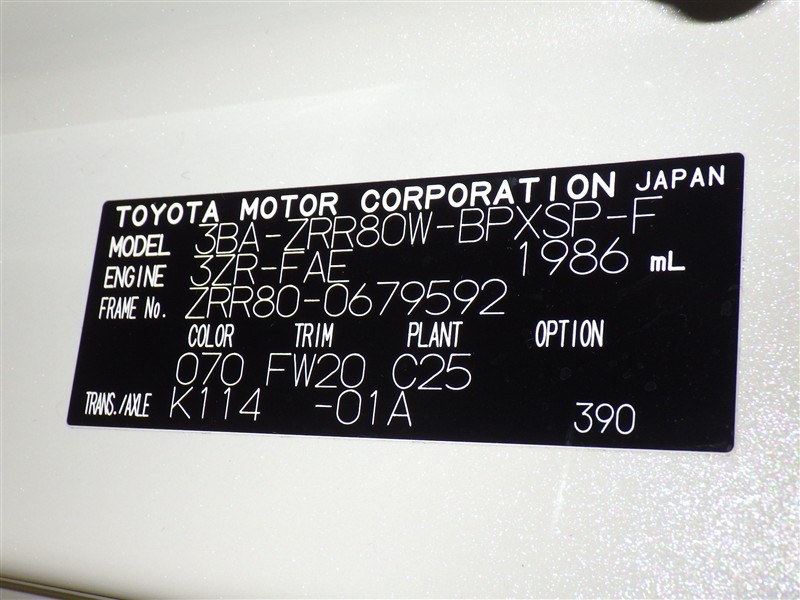 TOYOTA MOTOR CORPORATION JAPAN
MODEL 3BA-ZRR80W-BPXSP-F
ENGINE 3ZR-FAE 1986 mL
FRAME No. ZRR80-0679592
COLOR TRIM PLANT OPTION
070 FW20 C25
TRANS./AXLE K114 -01A 390